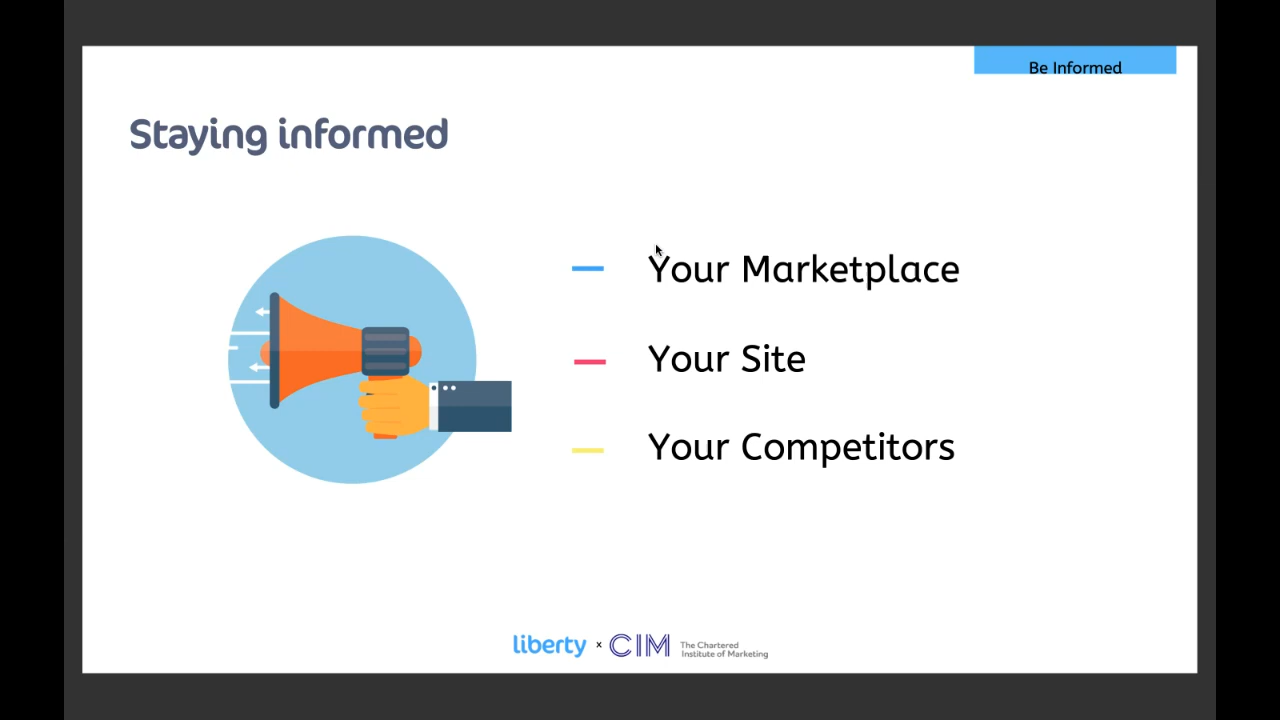 Be Informed
Staying informed
Your Marketplace
Your Site
Your Competitors
liberty x CIM The Chartered
Institute of Marketing